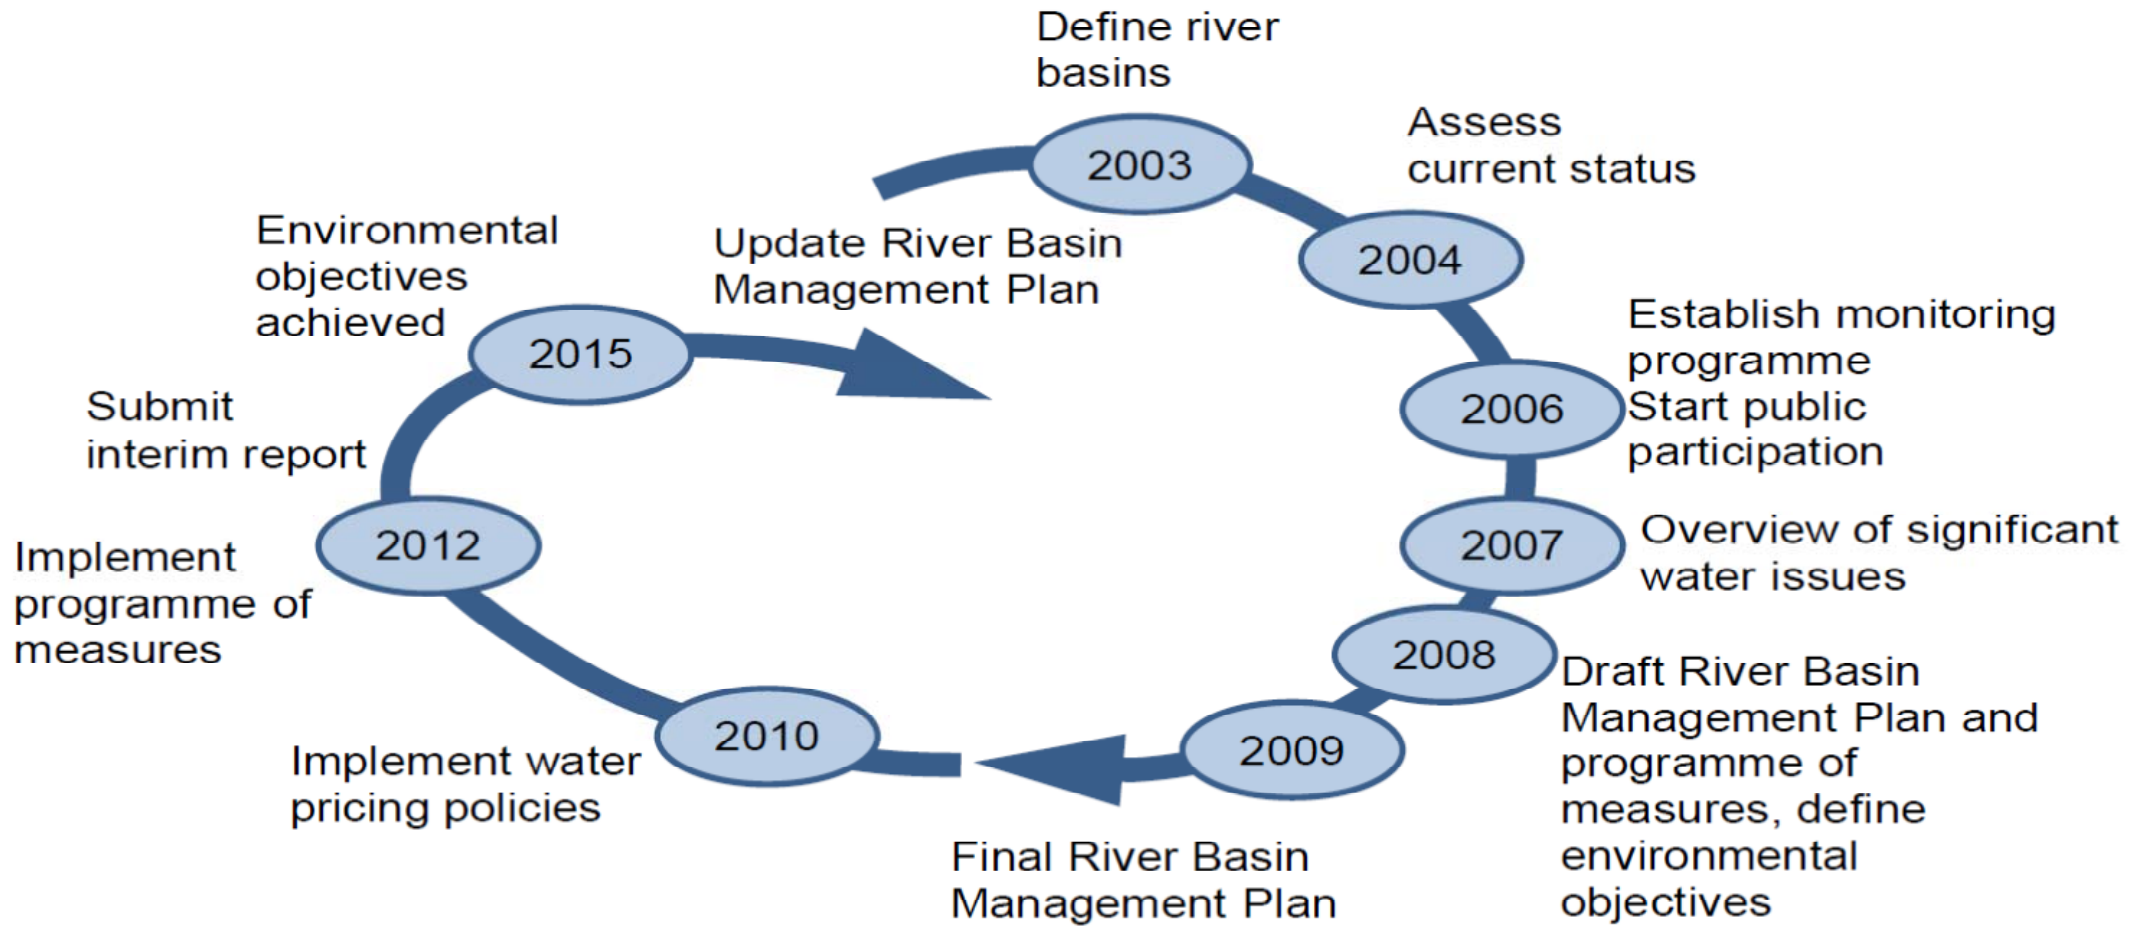 Define river
basins
2003
Assess
current status
2004
Establish monitoring
programme
Start public
participation
2006
Overview of significant
water issues
2007
2008
Draft River Basin
Management Plan and
programme of
measures, define
environmental
objectives
2009
Final River Basin
Management Plan
2010
Implement water
pricing policies
2012
Implement
programme of
measures
Submit
interim report
Environmental
objectives
achieved
2015
Update River Basin
Management Plan